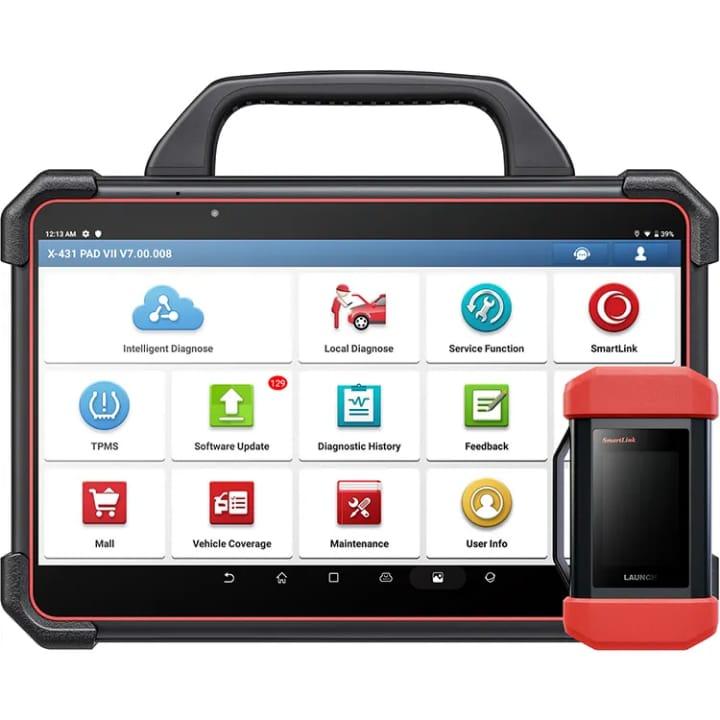 12:13 AM
39%
X-431 PAD VII V7.00.008
Intelligent Diagnose
Local Diagnose
Service Function
SmartLink
TPMS
129
Software Update
Diagnostic History
Feedback
Mall
Vehicle Coverage
Maintenance
User Info
SmartLink
LAUNCH